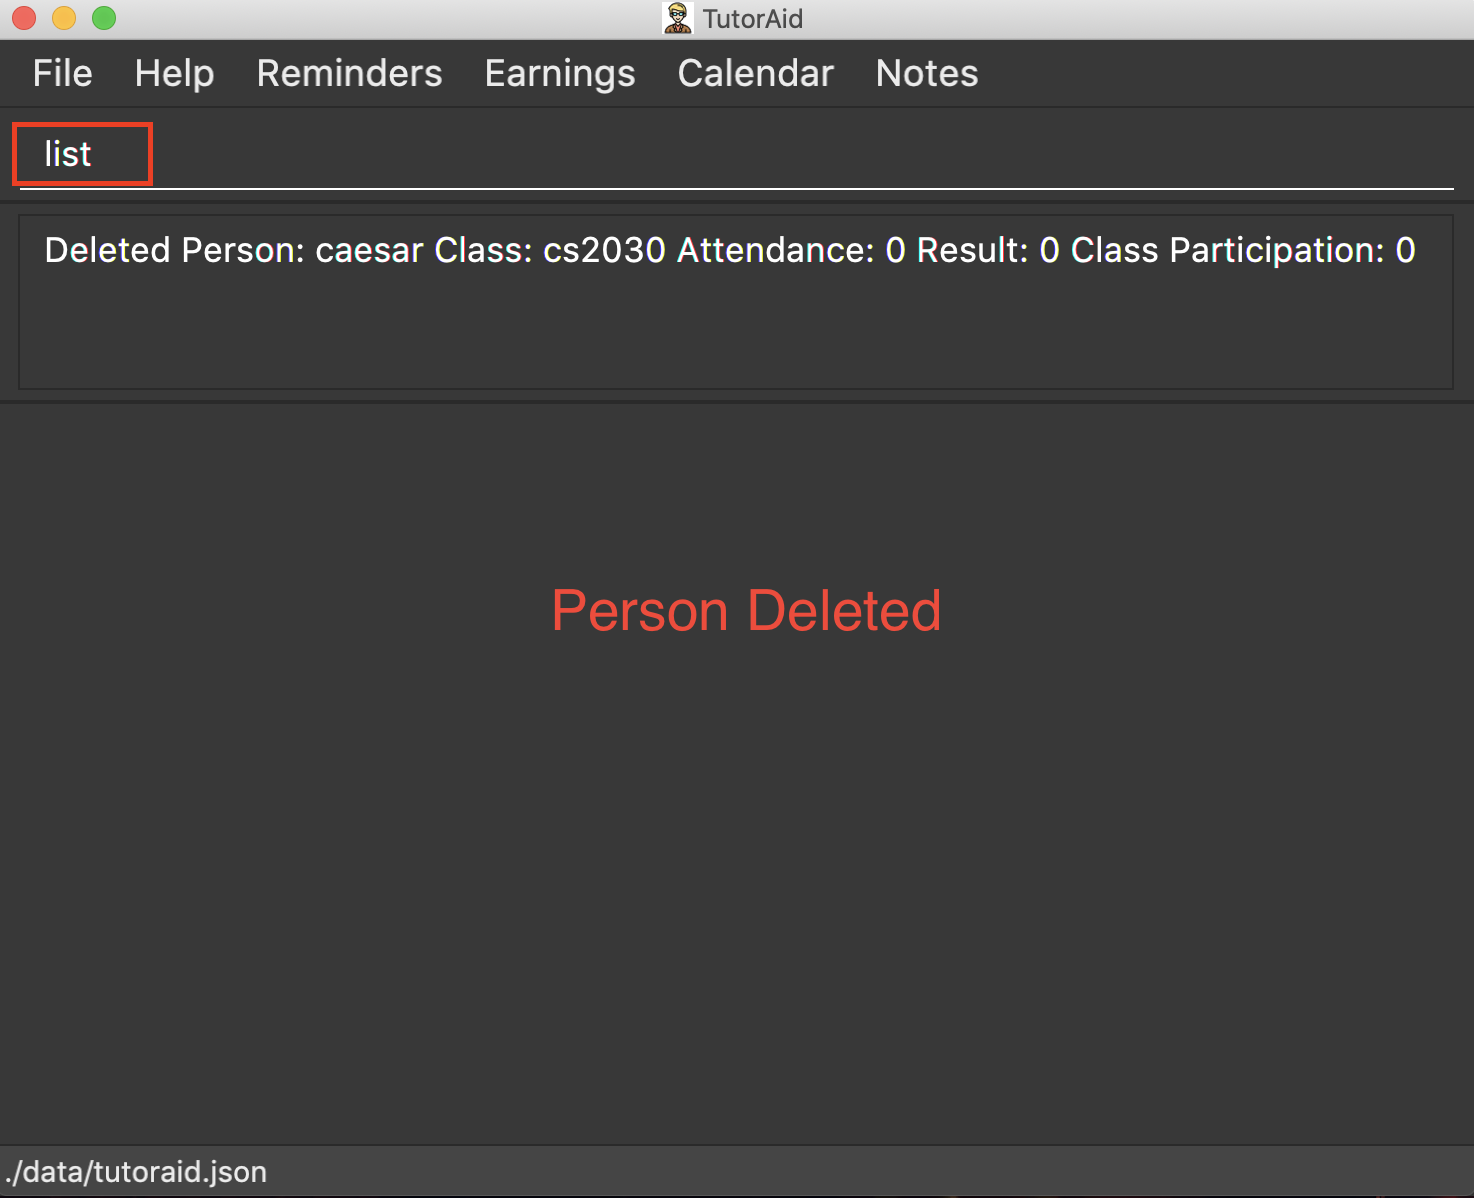 TutorAid
File Help Reminders Earnings Calendar Notes
list
Deleted Person: caesar Class: cs2030 Attendance: 0 Result: 0 Class Participation: 0
Person Deleted
./data/tutoraid.json